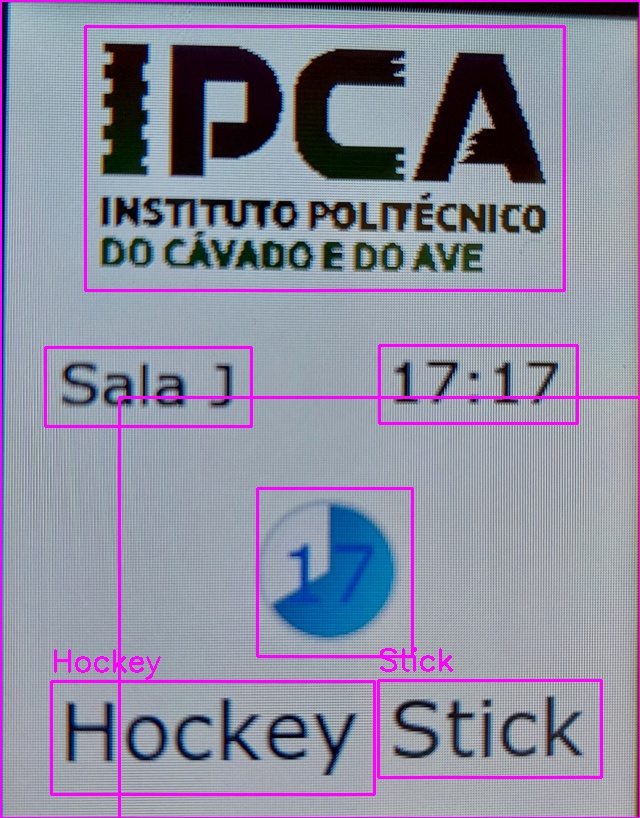 IPCA
INSTITUTO POLITÉCNICO
DO CÁVADO E DO AVE
Sala J 17:17
17
Hockey Stick
Hockey Stick